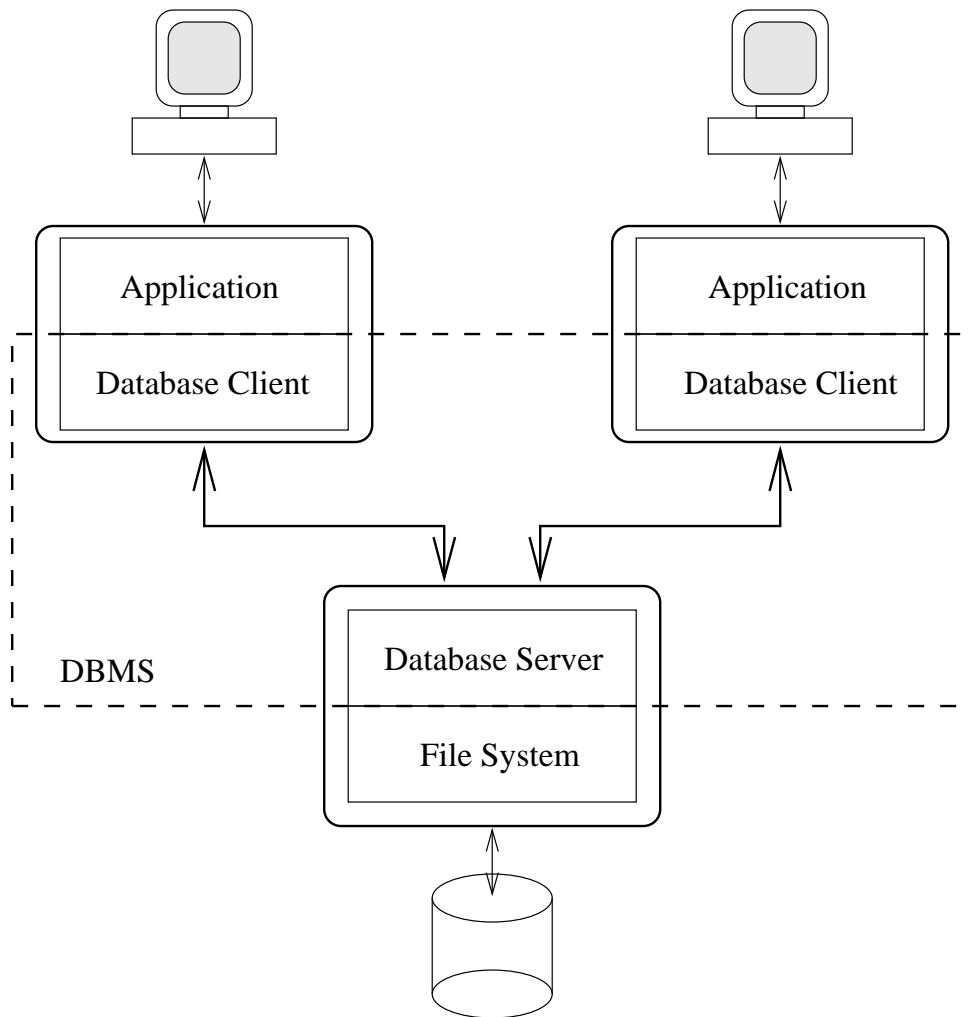 Application
Application
Database Client
Database Client
Database Server
DBMS
File System